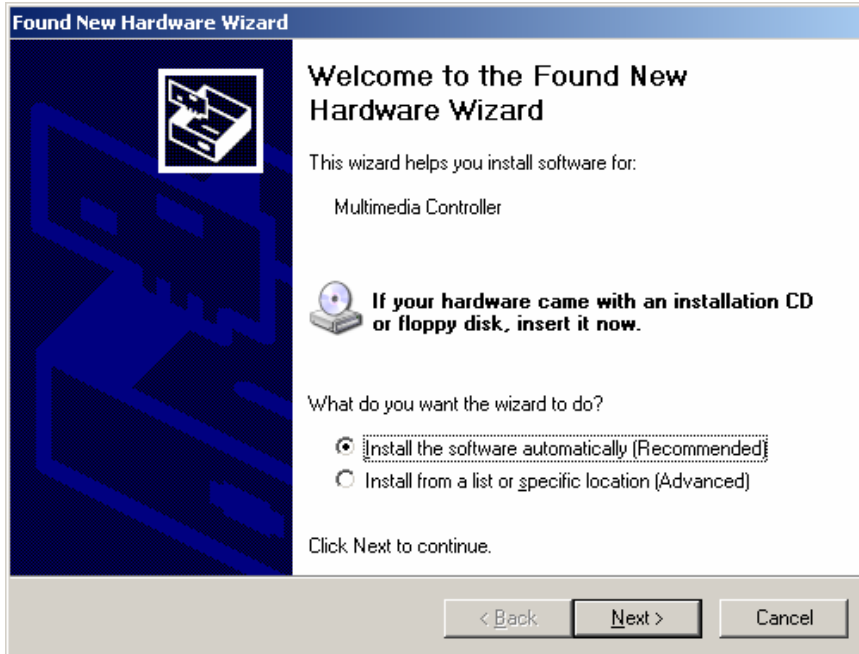 Found New Hardware Wizard
Welcome to the Found New
Hardware Wizard
This wizard helps you install software for:
Multimedia Controller
If your hardware came with an installation CD
or floppy disk, insert it now.
What do you want the wizard to do?
Install the software automatically (Recommended)
Install from a list or specific location (Advanced)
Click Next to continue.
< Back Next > Cancel